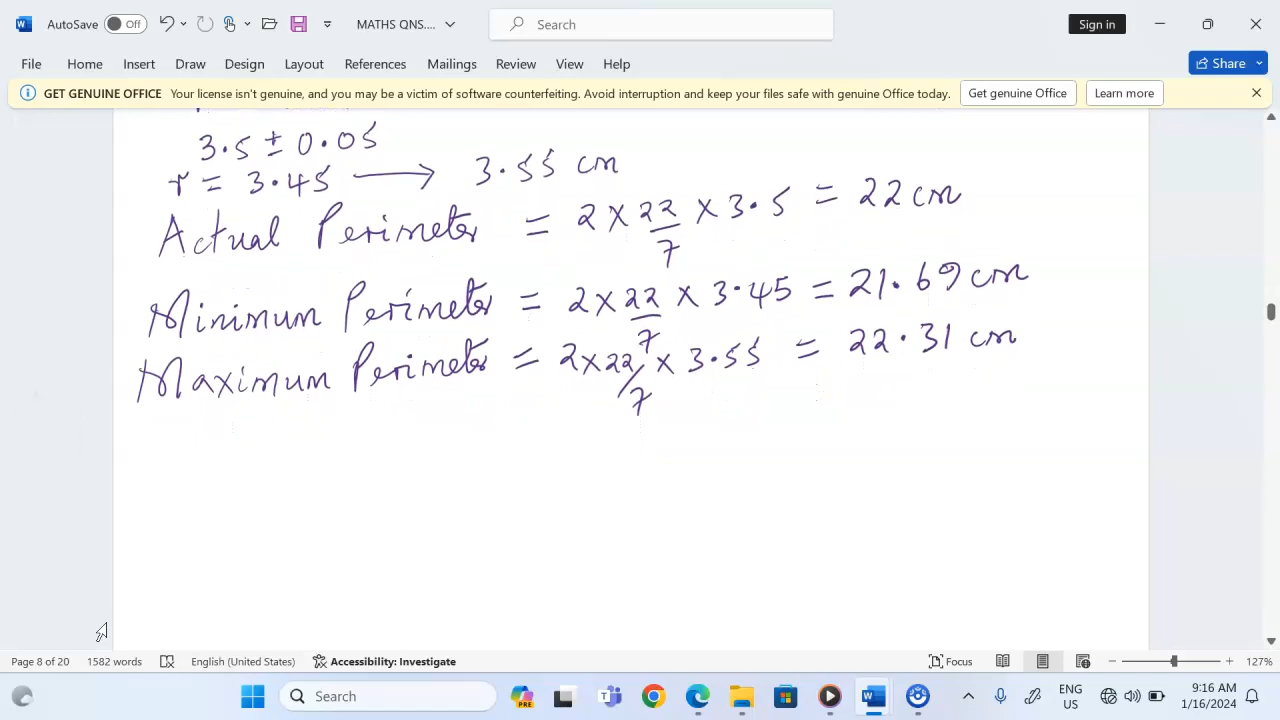 AutoSave Off MATHS QNS.... Search Sign in
File Home Insert Draw Design Layout References Mailings Review View Help Share
GET GENUINE OFFICE Your license isn't genuine, and you may be a victim of software counterfeiting. Avoid interruption and keep your files safe with genuine Office today. Get genuine Office Learn more
3.5 ± 0.05
r = 3.45 → 3.55 cm
Actual Perimeter = 2 × 22/7 × 3.5 = 22 cm
Minimum Perimeter = 2 × 22/7 × 3.45 = 21.69 cm
Maximum Perimeter = 2 × 22/7 × 3.55 = 22.31 cm
Page 8 of 20 1582 words English (United States) Accessibility: Investigate Focus 127%
Search PRE ENG US 9:16 AM 1/16/2024